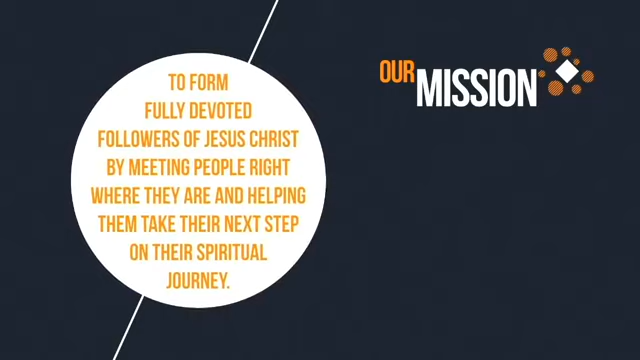 OUR
MISSION
TO FORM
FULLY DEVOTED
FOLLOWERS OF JESUS CHRIST
BY MEETING PEOPLE RIGHT
WHERE THEY ARE AND HELPING
THEM TAKE THEIR NEXT STEP
ON THEIR SPIRITUAL
JOURNEY.